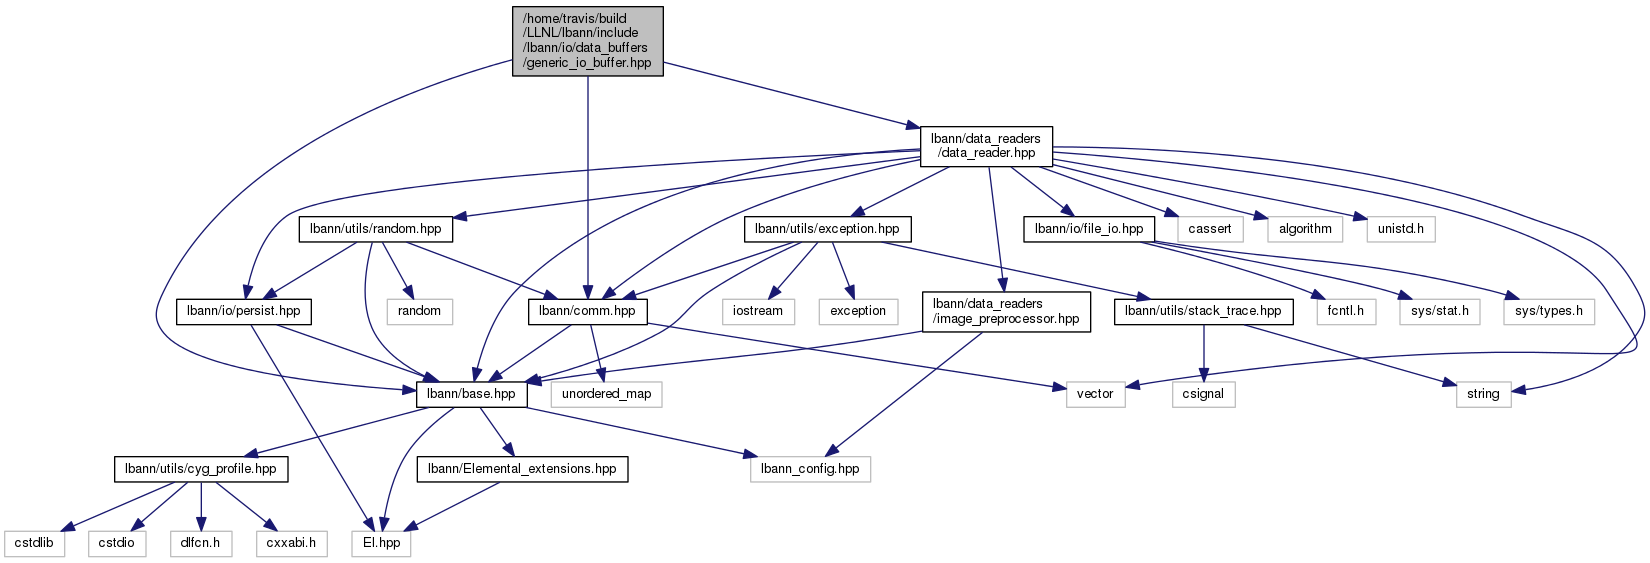 /home/travis/build
/LLNL/lbann/include
/lbann/io/data_buffers
/generic_io_buffer.hpp
lbann/data_readers
/data_reader.hpp
lbann/utils/random.hpp
lbann/utils/exception.hpp
lbann/io/file_io.hpp
cassert
algorithm
unistd.h
lbann/io/persist.hpp
random
lbann/comm.hpp
iostream
exception
lbann/data_readers
/image_preprocessor.hpp
lbann/utils/stack_trace.hpp
fcntl.h
sys/stat.h
sys/types.h
lbann/base.hpp
unordered_map
vector
csignal
string
lbann/utils/cyg_profile.hpp
lbann/Elemental_extensions.hpp
lbann_config.hpp
cstdlib
cstdio
dlfcn.h
cxxabi.h
El.hpp